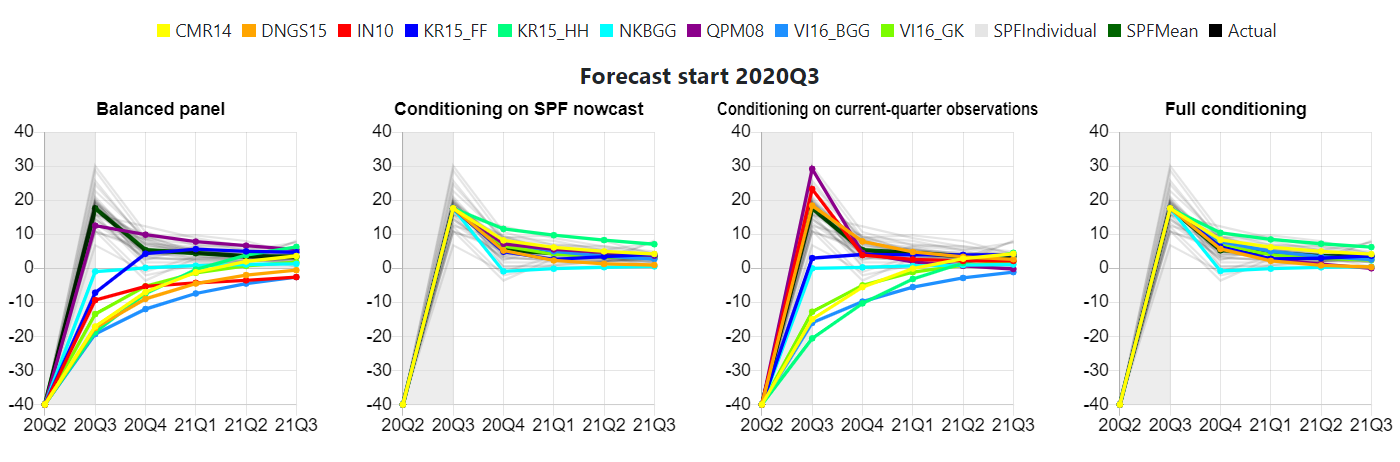 CMR14 DNGS15 IN10 KR15_FF KR15_HH NKBGG QPM08 VI16_BGG VI16_GK SPFIndividual SPFMean Actual
Forecast start 2020Q3
Balanced panel Conditioning on SPF nowcast Conditioning on current-quarter observations Full conditioning
40 40 40 40
30 30 30 30
20 20 20 20
10 10 10 10
0 0 0 0
-10 -10 -10 -10
-20 -20 -20 -20
-30 -30 -30 -30
-40 -40 -40 -40
20Q2 20Q3 20Q4 21Q1 21Q2 21Q3 20Q2 20Q3 20Q4 21Q1 21Q2 21Q3 20Q2 20Q3 20Q4 21Q1 21Q2 21Q3 20Q2 20Q3 20Q4 21Q1 21Q2 21Q3